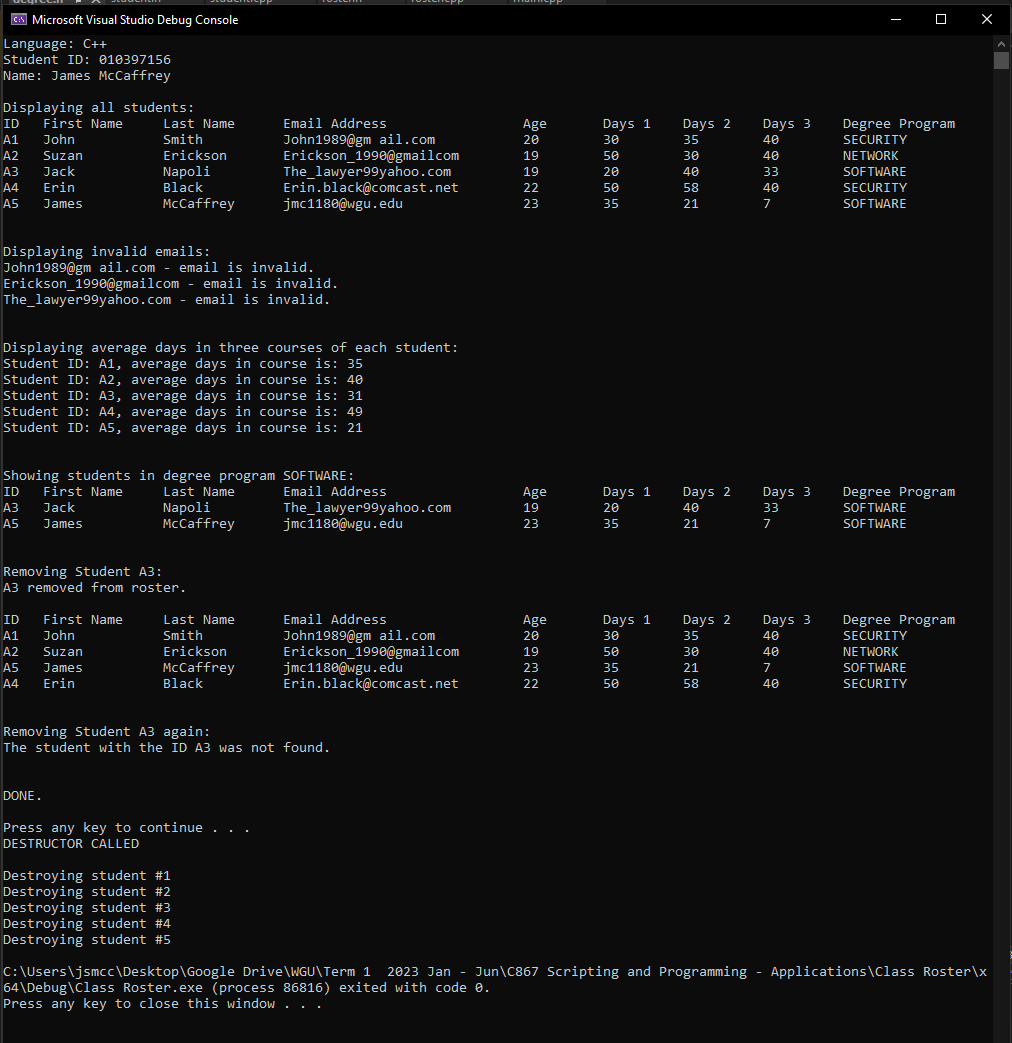 Microsoft Visual Studio Debug Console
Language: C++
Student ID: 010397156
Name: James McCaffrey
Displaying all students:
ID First Name Last Name Email Address Age Days 1 Days 2 Days 3 Degree Program
A1 John Smith John1989@gm ail.com 20 30 35 40 SECURITY
A2 Suzan Erickson Erickson_1990@gmailcom 19 50 30 40 NETWORK
A3 Jack Napoli The_lawyer99yahoo.com 19 20 40 33 SOFTWARE
A4 Erin Black Erin.black@comcast.net 22 50 58 40 SECURITY
A5 James McCaffrey jmc1180@wgu.edu 23 35 21 7 SOFTWARE
Displaying invalid emails:
John1989@gm ail.com - email is invalid.
Erickson_1990@gmailcom - email is invalid.
The_lawyer99yahoo.com - email is invalid.
Displaying average days in three courses of each student:
Student ID: A1, average days in course is: 35
Student ID: A2, average days in course is: 40
Student ID: A3, average days in course is: 31
Student ID: A4, average days in course is: 49
Student ID: A5, average days in course is: 21
Showing students in degree program SOFTWARE:
ID First Name Last Name Email Address Age Days 1 Days 2 Days 3 Degree Program
A3 Jack Napoli The_lawyer99yahoo.com 19 20 40 33 SOFTWARE
A5 James McCaffrey jmc1180@wgu.edu 23 35 21 7 SOFTWARE
Removing Student A3:
A3 removed from roster.
ID First Name Last Name Email Address Age Days 1 Days 2 Days 3 Degree Program
A1 John Smith John1989@gm ail.com 20 30 35 40 SECURITY
A2 Suzan Erickson Erickson_1990@gmailcom 19 50 30 40 NETWORK
A5 James McCaffrey jmc1180@wgu.edu 23 35 21 7 SOFTWARE
A4 Erin Black Erin.black@comcast.net 22 50 58 40 SECURITY
Removing Student A3 again:
The student with the ID A3 was not found.
DONE.
Press any key to continue . . .
DESTRUCTOR CALLED
Destroying student #1
Destroying student #2
Destroying student #3
Destroying student #4
Destroying student #5
C:\Users\jsmcc\Desktop\Google Drive\WGU\Term 1  2023 Jan - Jun\C867 Scripting and Programming - Applications\Class Roster\x
64\Debug\Class Roster.exe (process 86816) exited with code 0.
Press any key to close this window . . .